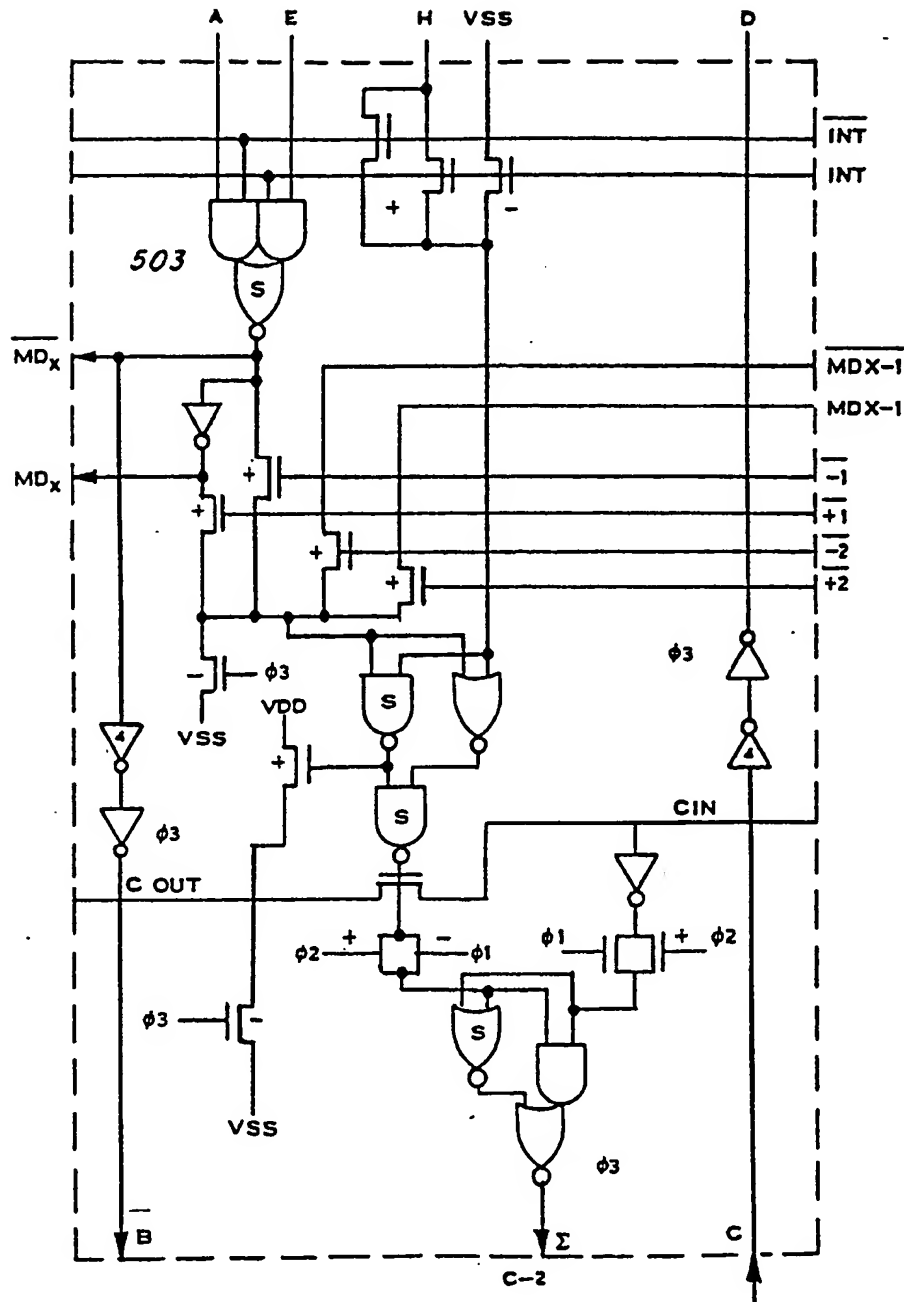 A E H VSS D
INT
INT
+ -
503
S
MDx
MDX-1
MDX-1
MDx
+ -1
+ +1
+ -2
+ +2
- ϕ3
VSS
VDD
S
ϕ3
+
4
4
S
ϕ3
CIN
C OUT
ϕ2 + - ϕ1
ϕ1 + ϕ2
ϕ3 -
S
VSS
ϕ3
B Σ C
C-2